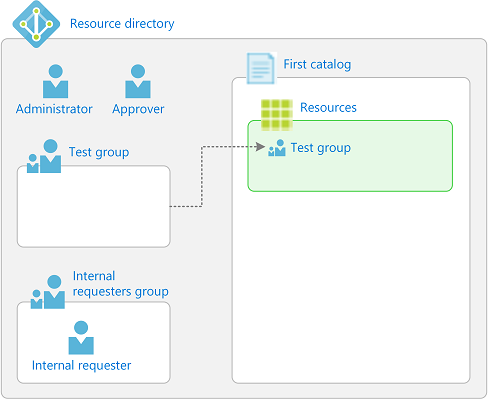 Resource directory
First catalog
Administrator
Approver
Resources
Test group
Test group
Internal
requesters group
Internal requester